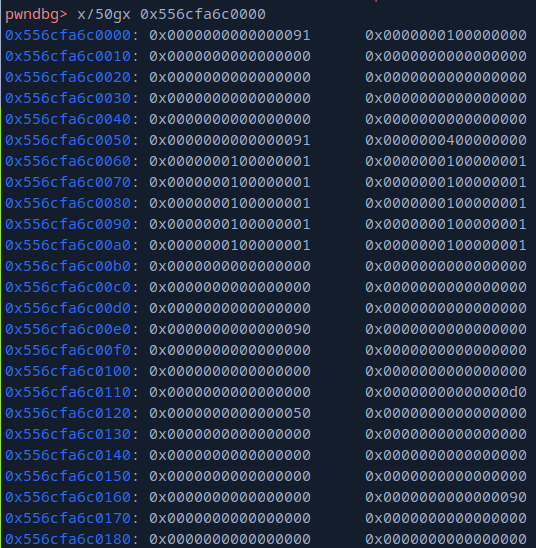 pwndbg> x/50gx 0x556cfa6c0000
0x556cfa6c0000: 0x0000000000000091 0x0000000100000000
0x556cfa6c0010: 0x0000000000000000 0x0000000000000000
0x556cfa6c0020: 0x0000000000000000 0x0000000000000000
0x556cfa6c0030: 0x0000000000000000 0x0000000000000000
0x556cfa6c0040: 0x0000000000000000 0x0000000000000000
0x556cfa6c0050: 0x0000000000000091 0x0000000400000000
0x556cfa6c0060: 0x0000000100000001 0x0000000100000001
0x556cfa6c0070: 0x0000000100000001 0x0000000100000001
0x556cfa6c0080: 0x0000000100000001 0x0000000100000001
0x556cfa6c0090: 0x0000000100000001 0x0000000100000001
0x556cfa6c00a0: 0x0000000100000001 0x0000000100000001
0x556cfa6c00b0: 0x0000000000000000 0x0000000000000000
0x556cfa6c00c0: 0x0000000000000000 0x0000000000000000
0x556cfa6c00d0: 0x0000000000000000 0x0000000000000000
0x556cfa6c00e0: 0x0000000000000090 0x0000000000000000
0x556cfa6c00f0: 0x0000000000000000 0x0000000000000000
0x556cfa6c0100: 0x0000000000000000 0x0000000000000000
0x556cfa6c0110: 0x0000000000000000 0x00000000000000d0
0x556cfa6c0120: 0x0000000000000050 0x0000000000000000
0x556cfa6c0130: 0x0000000000000000 0x0000000000000000
0x556cfa6c0140: 0x0000000000000000 0x0000000000000000
0x556cfa6c0150: 0x0000000000000000 0x0000000000000000
0x556cfa6c0160: 0x0000000000000000 0x0000000000000090
0x556cfa6c0170: 0x0000000000000000 0x0000000000000000
0x556cfa6c0180: 0x0000000000000000 0x0000000000000000